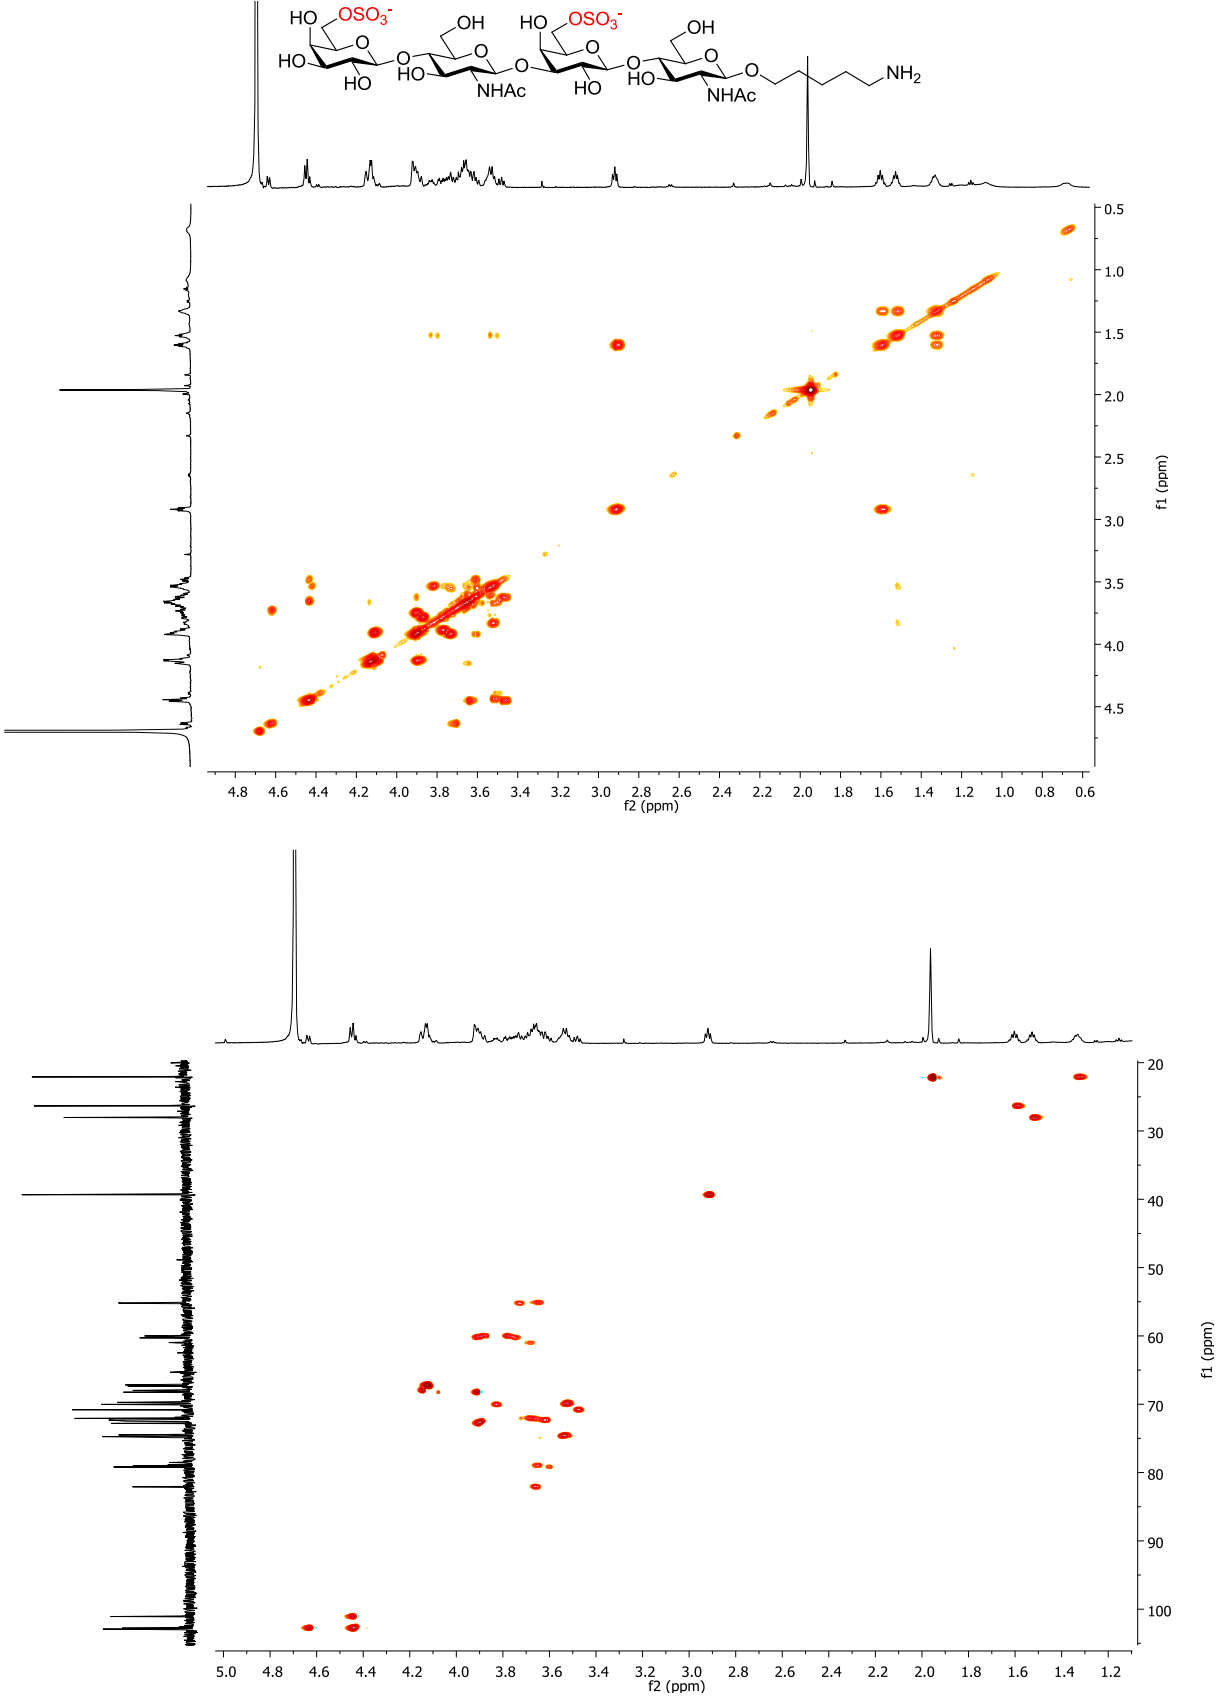 HO OSO3- OH HO OSO3- OH
HO O O O O O O O O NH2
HO HO NHAc HO HO NHAc
0.5
1.0
1.5
2.0
2.5
3.0
3.5
4.0
4.5
f1 (ppm)
4.8 4.6 4.4 4.2 4.0 3.8 3.6 3.4 3.2 3.0 2.8 2.6 2.4 2.2 2.0 1.8 1.6 1.4 1.2 1.0 0.8 0.6
f2 (ppm)
20
30
40
50
60
70
80
90
100
f1 (ppm)
5.0 4.8 4.6 4.4 4.2 4.0 3.8 3.6 3.4 3.2 3.0 2.8 2.6 2.4 2.2 2.0 1.8 1.6 1.4 1.2
f2 (ppm)